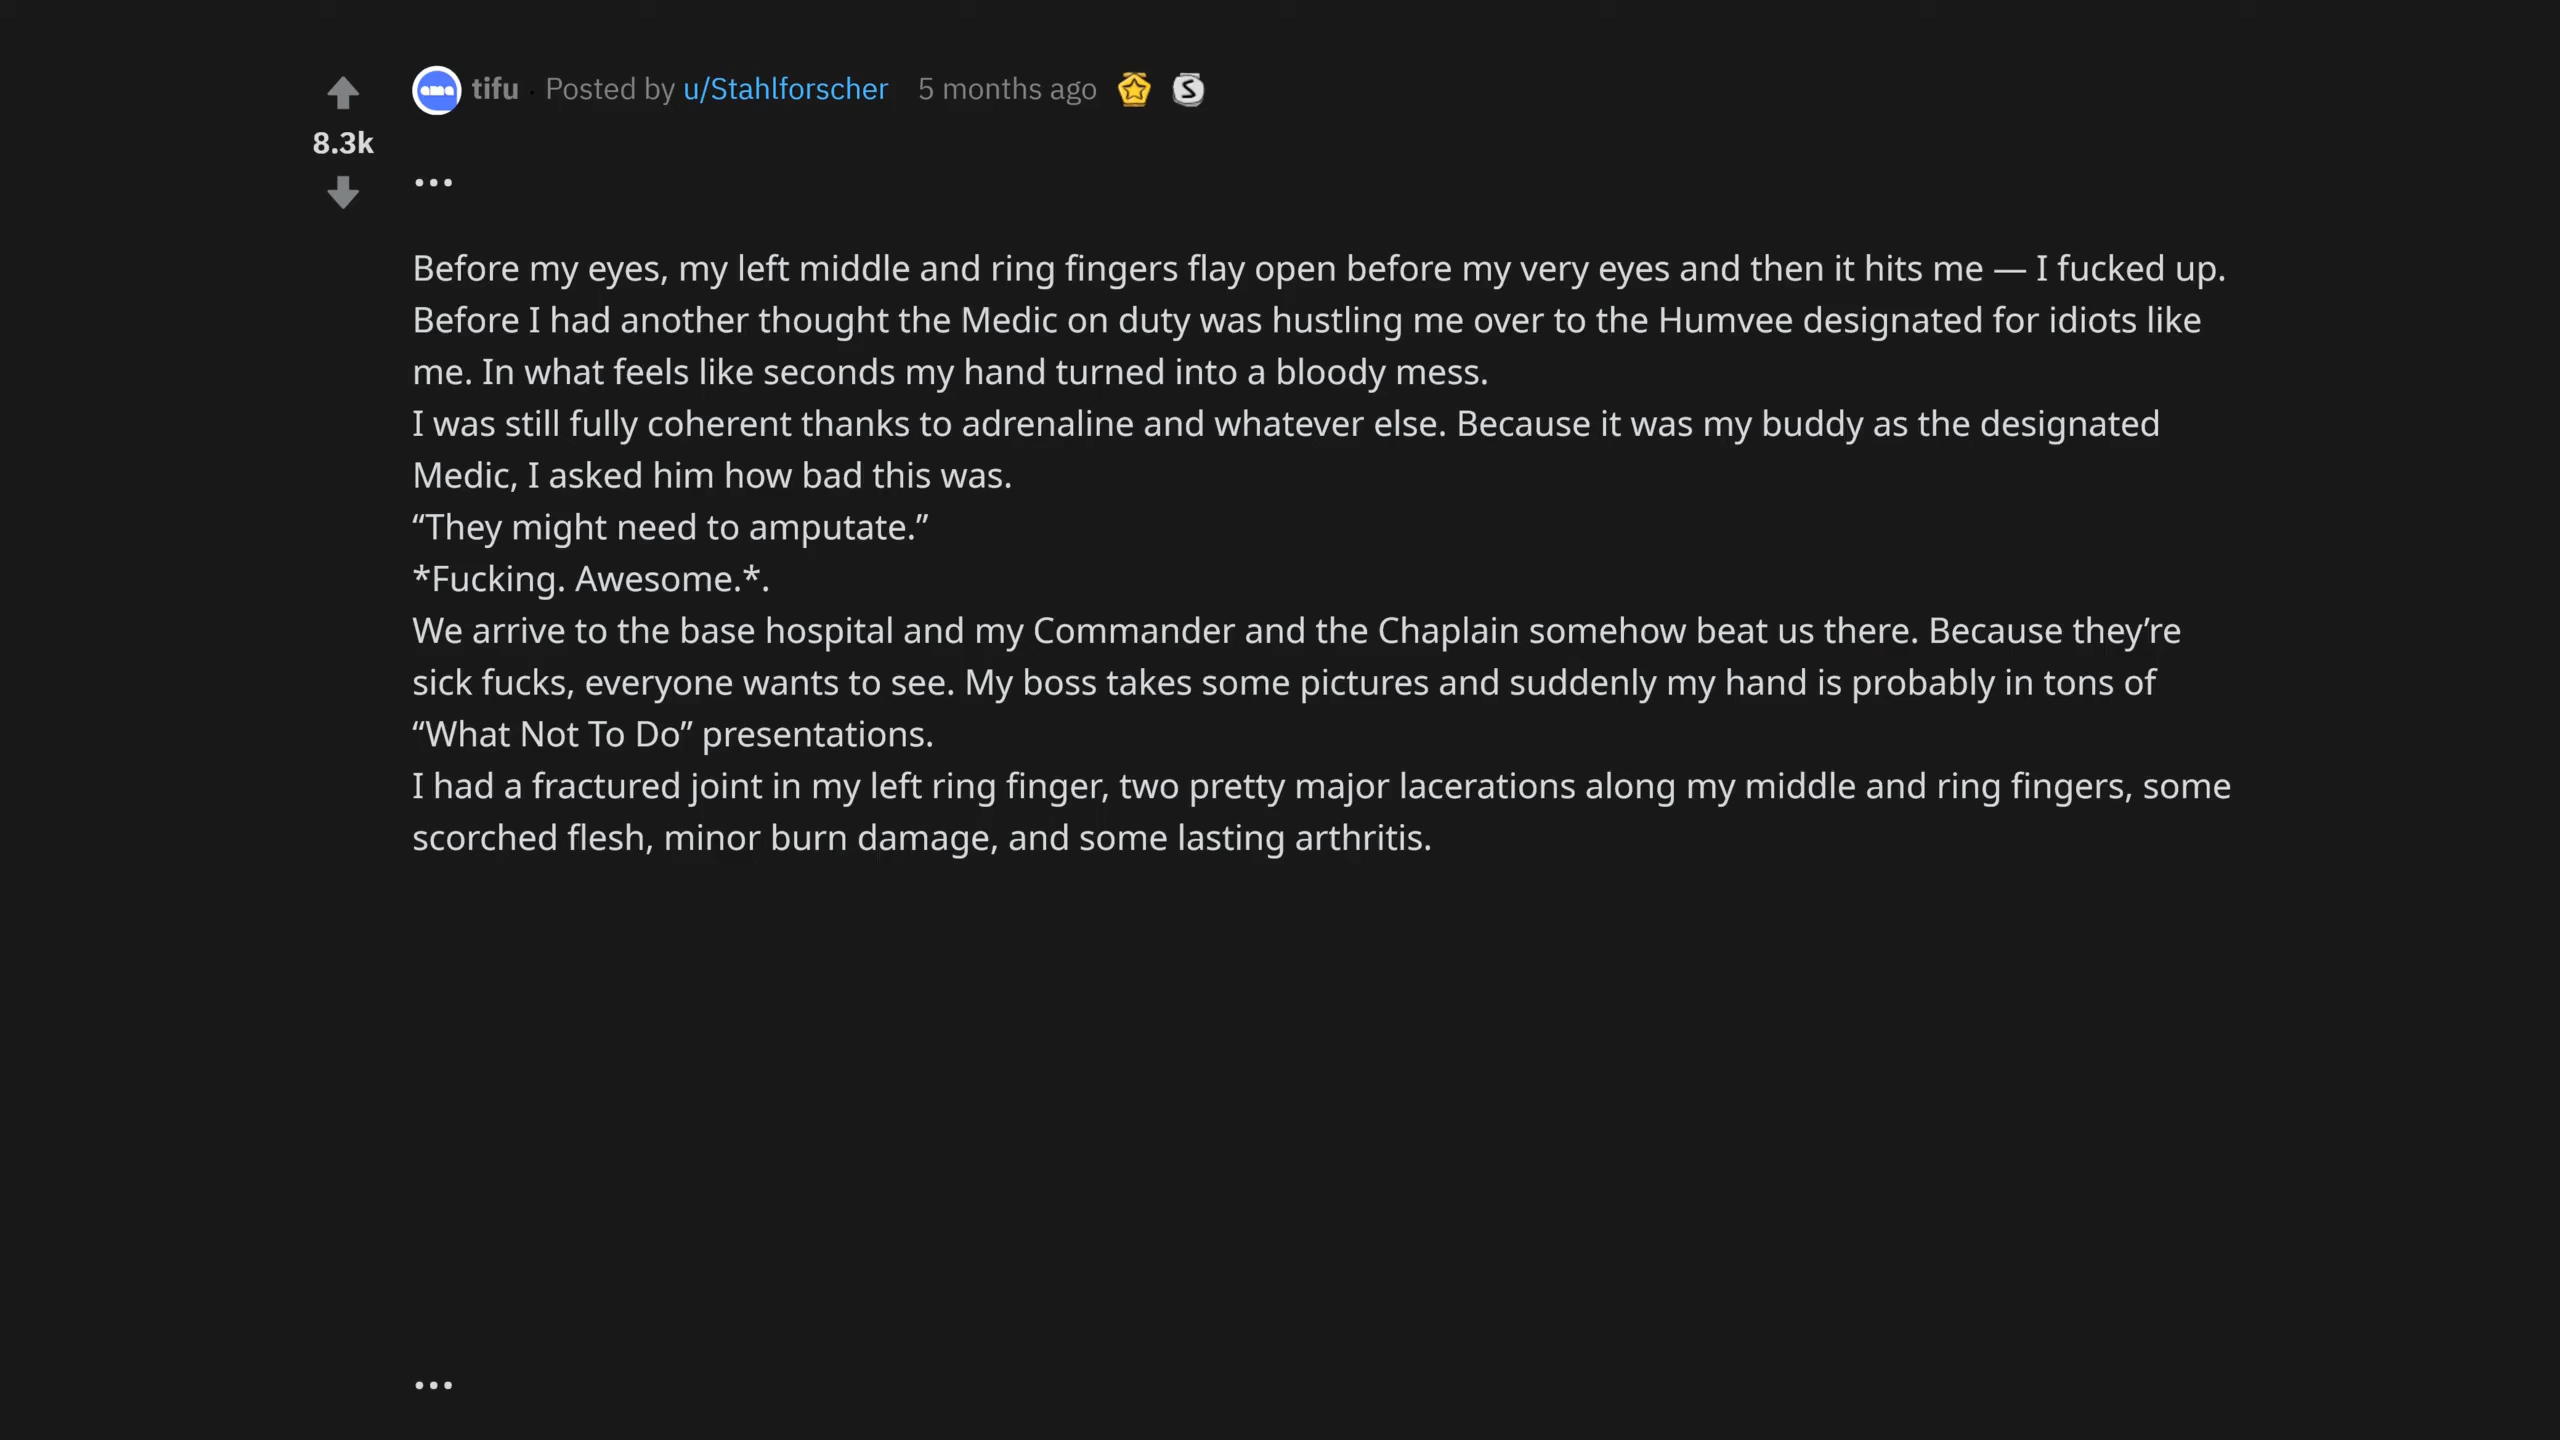 tifu · Posted by u/Stahlforscher 5 months ago
8.3k
...
Before my eyes, my left middle and ring fingers flay open before my very eyes and then it hits me — I fucked up.
Before I had another thought the Medic on duty was hustling me over to the Humvee designated for idiots like
me. In what feels like seconds my hand turned into a bloody mess.
I was still fully coherent thanks to adrenaline and whatever else. Because it was my buddy as the designated
Medic, I asked him how bad this was.
“They might need to amputate.”
*Fucking. Awesome.*.
We arrive to the base hospital and my Commander and the Chaplain somehow beat us there. Because they’re
sick fucks, everyone wants to see. My boss takes some pictures and suddenly my hand is probably in tons of
“What Not To Do” presentations.
I had a fractured joint in my left ring finger, two pretty major lacerations along my middle and ring fingers, some
scorched flesh, minor burn damage, and some lasting arthritis.
...